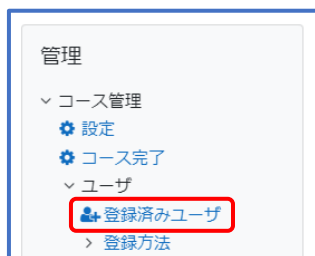 管理
コース管理
設定
コース完了
ユーザ
登録済みユーザ
登録方法